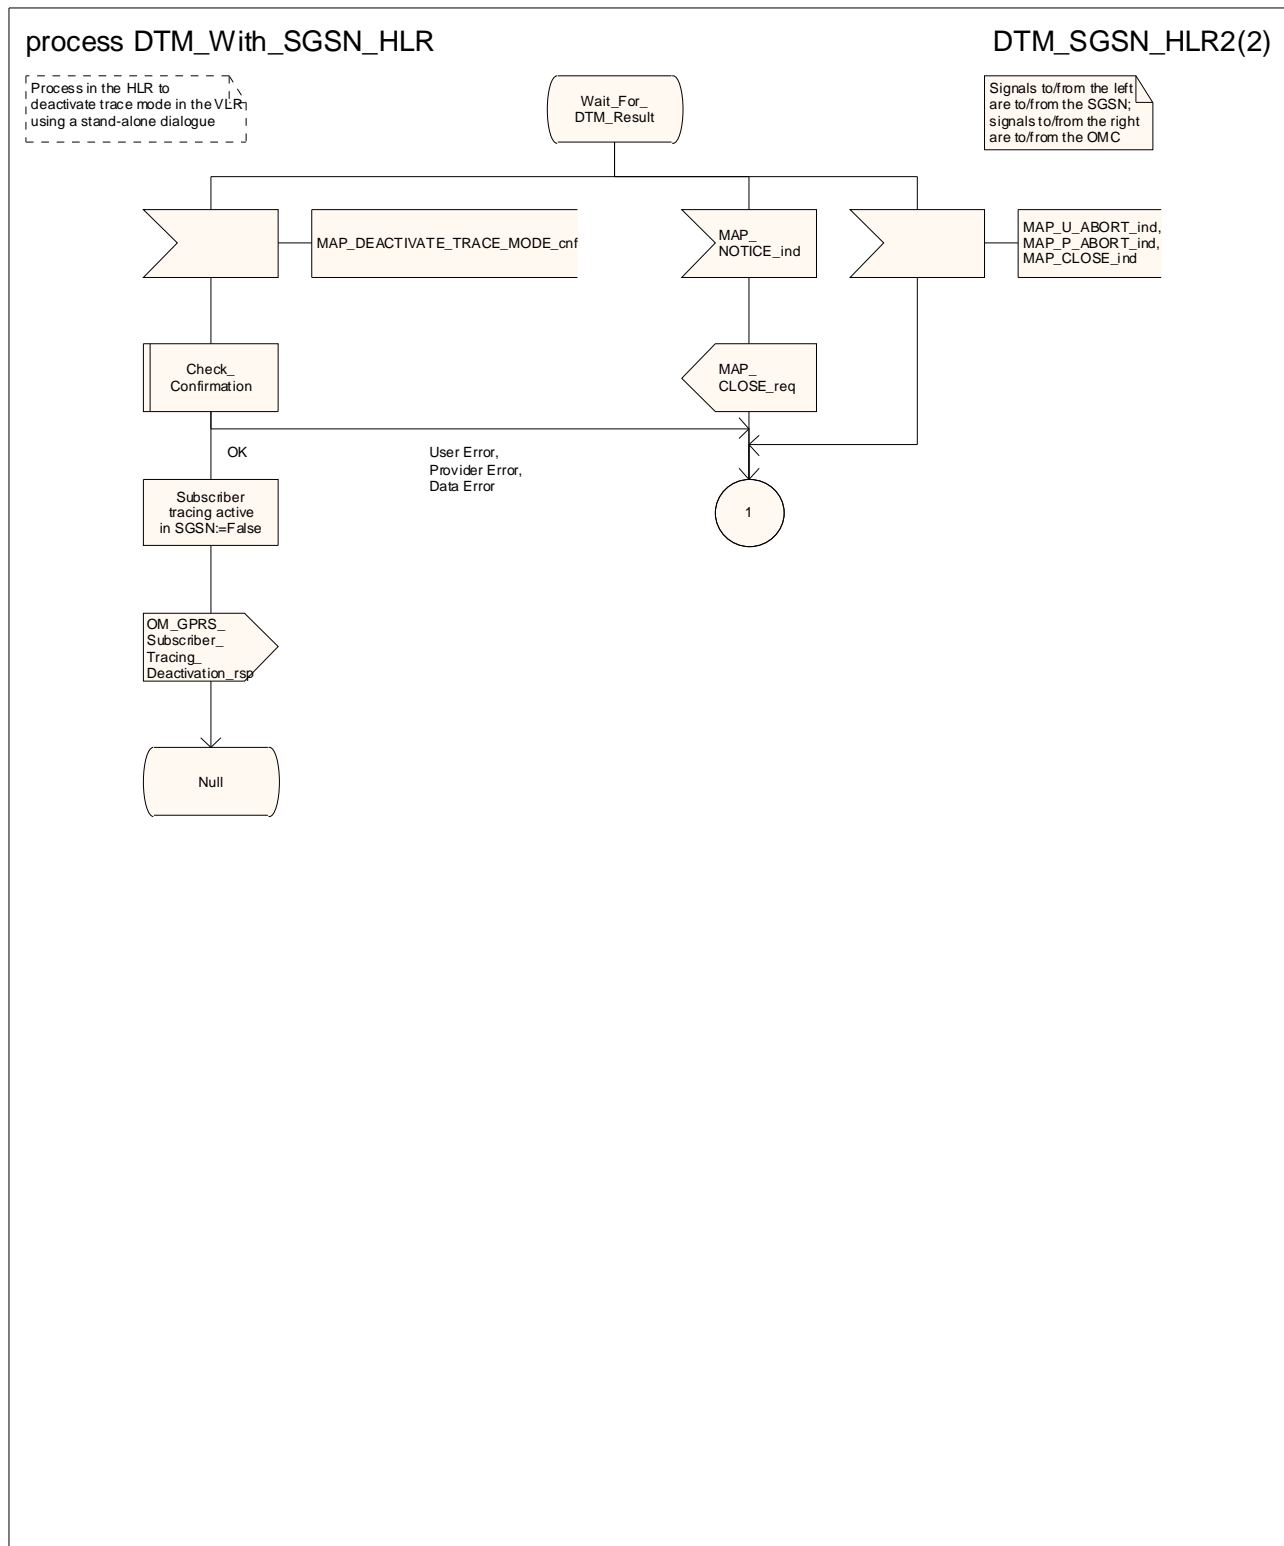 process DTM_With_SGSN_HLR
DTM_SGSN_HLR2(2)
Process in the HLR to
deactivate trace mode in the VLR
using a stand-alone dialogue
Wait_For_
DTM_Result
Signals to/from the left
are to/from the SGSN;
signals to/from the right
are to/from the OMC
MAP_DEACTIVATE_TRACE_MODE_cnf
MAP_
NOTICE_ind
MAP_U_ABORT_ind,
MAP_P_ABORT_ind,
MAP_CLOSE_ind
Check_
Confirmation
MAP_
CLOSE_req
OK
User Error,
Provider Error,
Data Error
Subscriber
tracing active
in SGSN:=False
1
OM_GPRS_
Subscriber_
Tracing_
Deactivation_rsp
Null